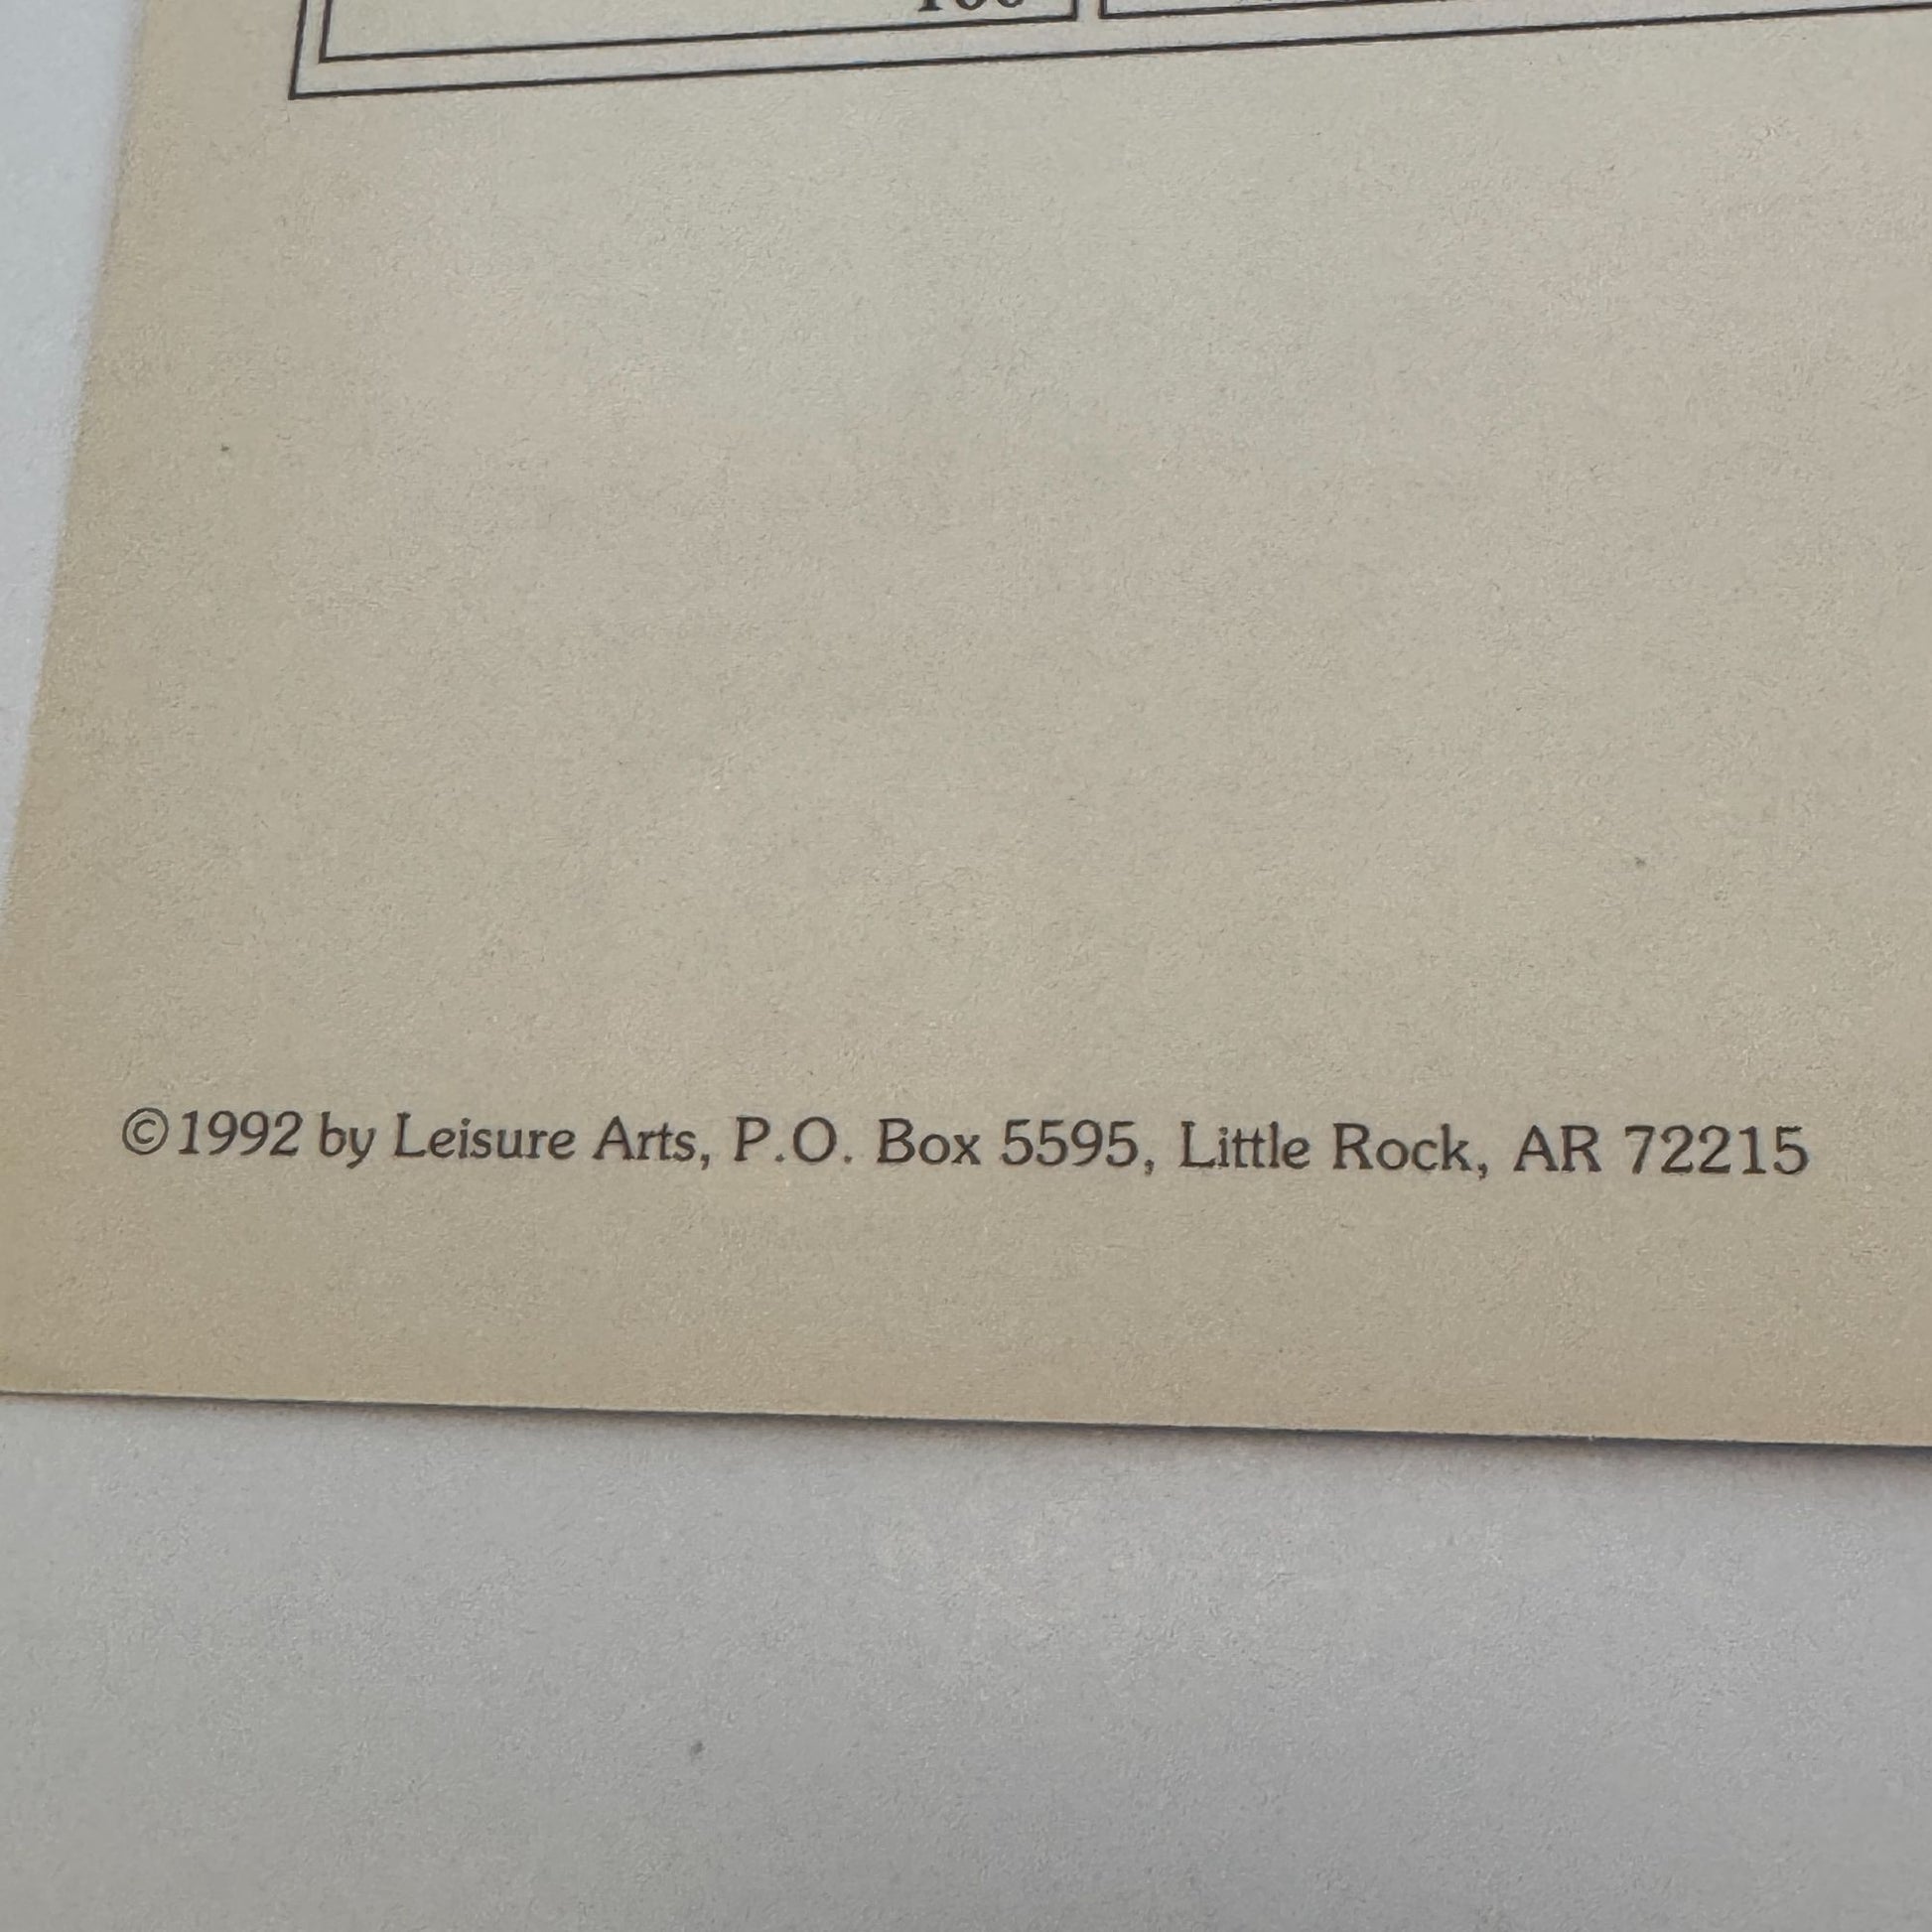 ©1992 by Leisure Arts, P.O. Box 5595, Little Rock, AR 72215